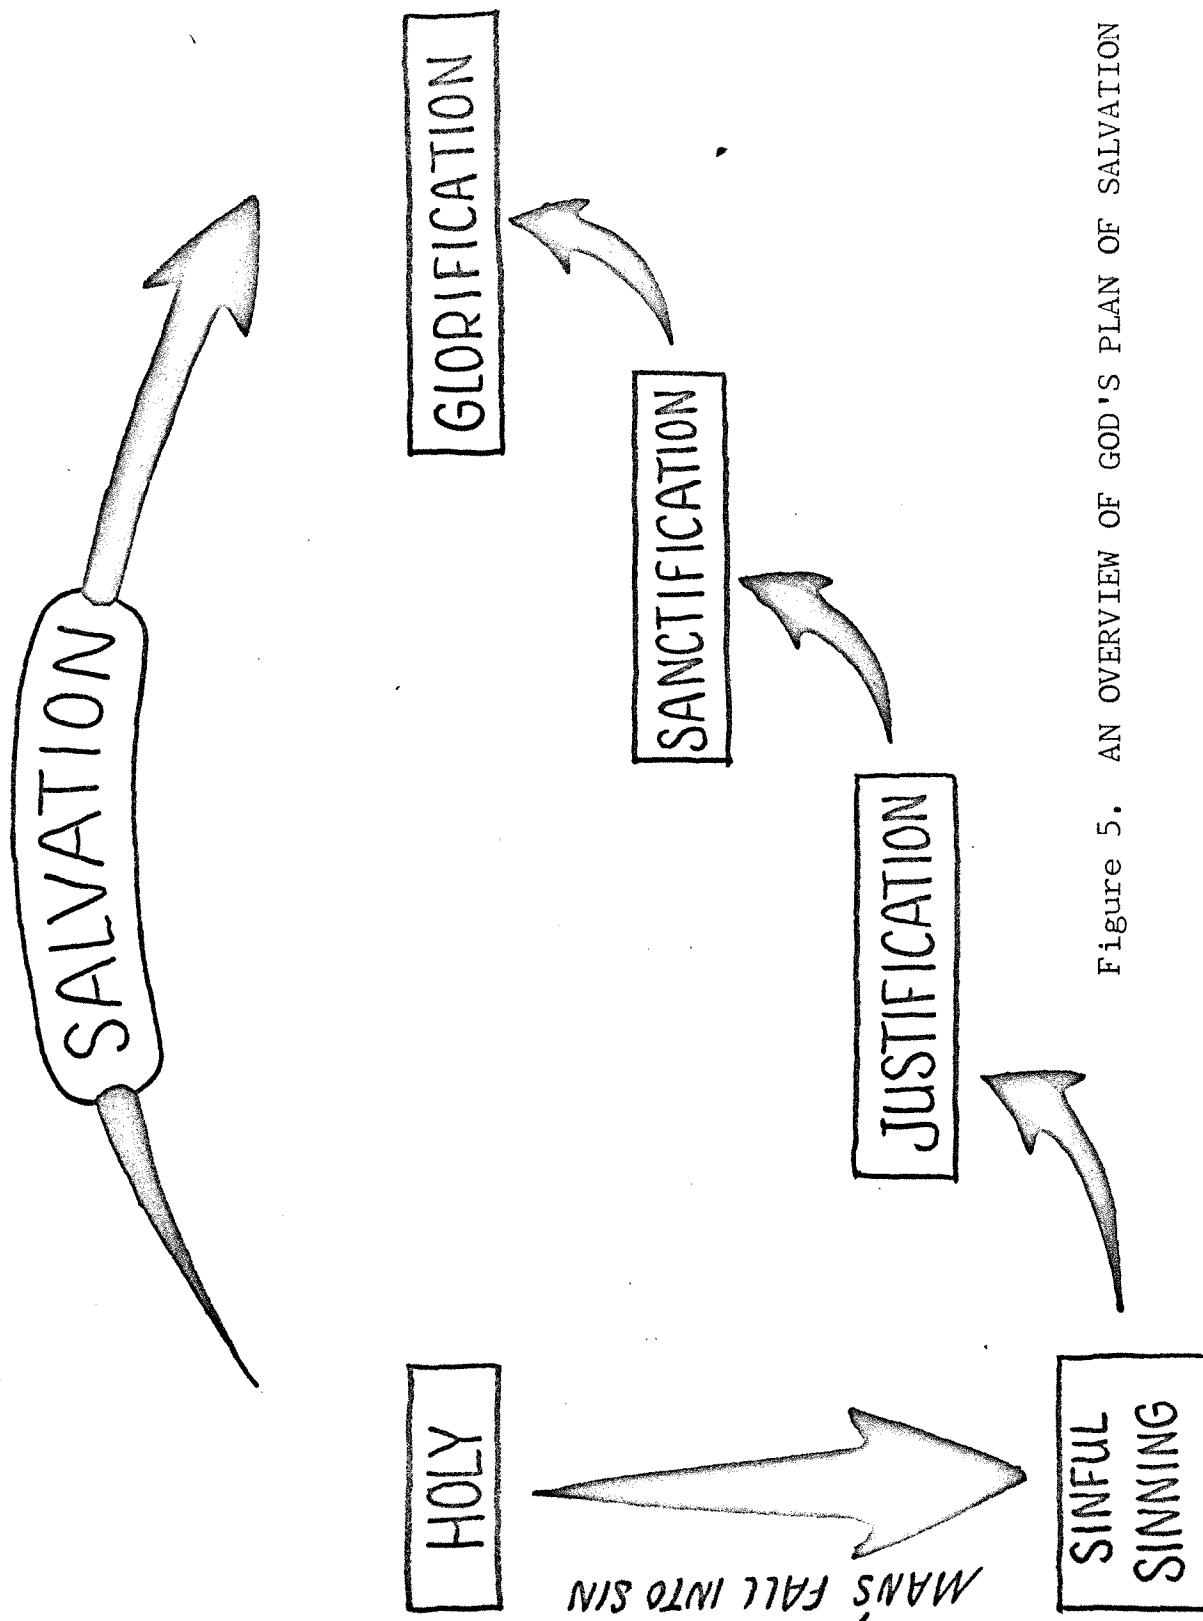 SALVATION
HOLY
MAN'S FALL INTO SIN
SINFUL
SINNING
JUSTIFICATION
SANCTIFICATION
GLORIFICATION
Figure 5. AN OVERVIEW OF GOD'S PLAN OF SALVATION